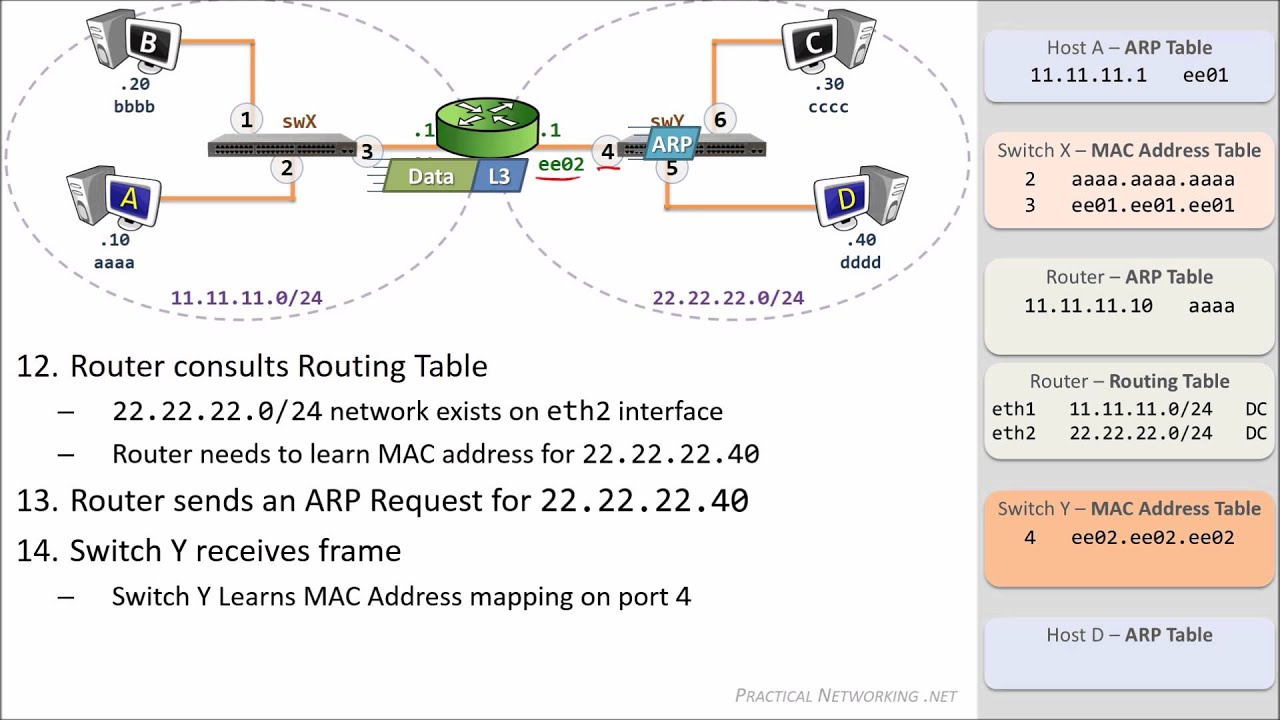 B
.20
bbbb
1
swX
2
3
A
.10
aaaa
11.11.11.0/24
.1
.1
Data
L3
ee02
4
swY
ARP
5
6
C
.30
cccc
D
.40
dddd
22.22.22.0/24
12. Router consults Routing Table
– 22.22.22.0/24 network exists on eth2 interface
– Router needs to learn MAC address for 22.22.22.40
13. Router sends an ARP Request for 22.22.22.40
14. Switch Y receives frame
– Switch Y Learns MAC Address mapping on port 4
PRACTICAL NETWORKING .NET
Host A – ARP Table
11.11.11.1 ee01
Switch X – MAC Address Table
2 aaaa.aaaa.aaaa
3 ee01.ee01.ee01
Router – ARP Table
11.11.11.10 aaaa
Router – Routing Table
eth1 11.11.11.0/24 DC
eth2 22.22.22.0/24 DC
Switch Y – MAC Address Table
4 ee02.ee02.ee02
Host D – ARP Table